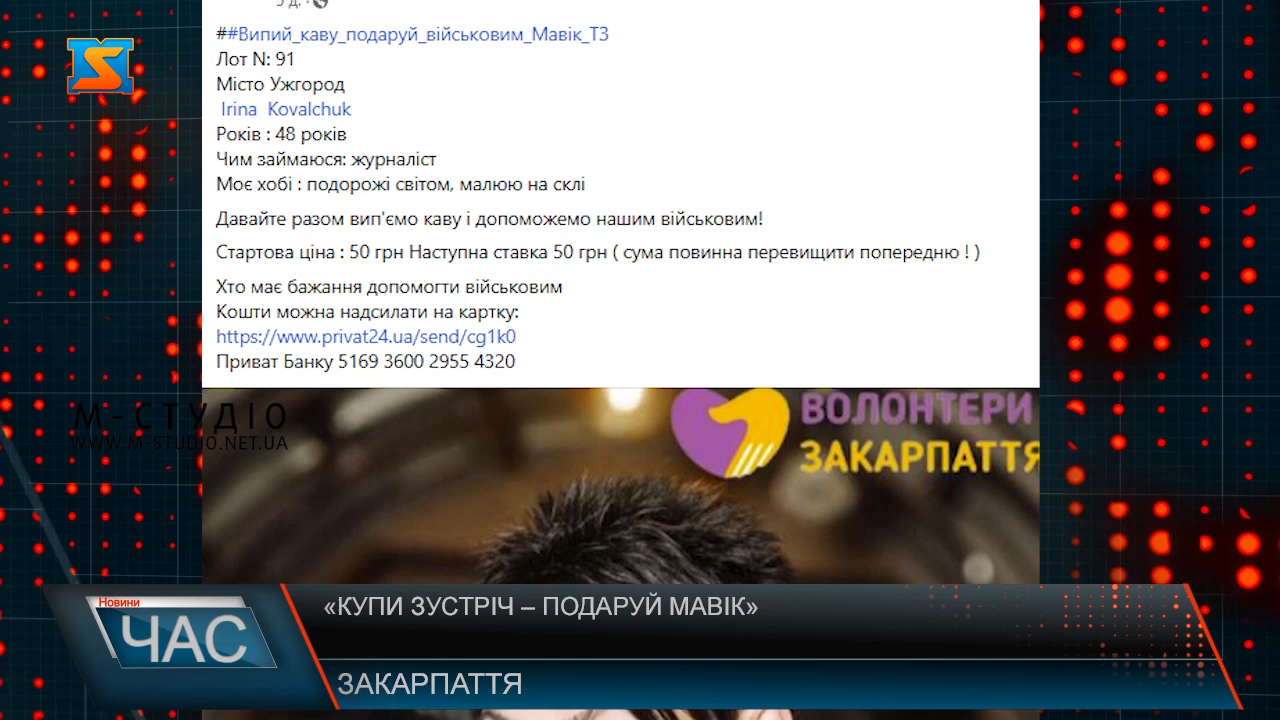 5 д. ·
##Випий_каву_подаруй_військовим_Мавік_ТЗ
Лот N: 91
Місто Ужгород
Irina Kovalchuk
Років : 48 років
Чим займаюся: журналіст
Моє хобі : подорожі світом, малюю на склі
Давайте разом вип'ємо каву і допоможемо нашим військовим!
Стартова ціна : 50 грн Наступна ставка 50 грн ( сума повинна перевищити попередню ! )
Хто має бажання допомогти військовим
Кошти можна надсилати на картку:
https://www.privat24.ua/send/cg1k0
Приват Банку 5169 3600 2955 4320
М-СТУДІО
WWW.M-STUDIO.NET.UA
ВОЛОНТЕРИ
ЗАКАРПАТТЯ
Новини
ЧАС
«КУПИ ЗУСТРІЧ – ПОДАРУЙ МАВІК»
ЗАКАРПАТТЯ